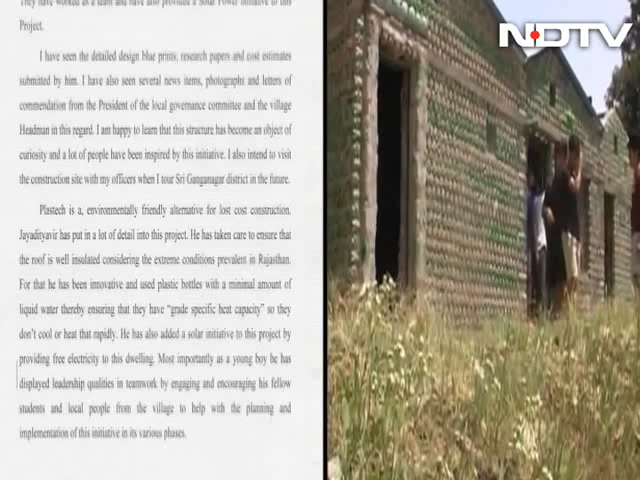 They have worked as a team and have also provided a Solar Power initiative to this
Project.
I have seen the detailed design blue prints, research papers and cost estimates
submitted by him. I have also seen several news items, photographs and letters of
commendation from the President of the local governance committee and the village
Headman in this regard. I am happy to learn that this structure has become an object of
curiosity and a lot of people have been inspired by this initiative. I also intend to visit
the construction site with my officers when I tour Sri Ganganagar district in the future.
Plastech is a, environmentally friendly alternative for lost cost construction.
Jayadityavir has put in a lot of detail into this project. He has taken care to ensure that
the roof is well insulated considering the extreme conditions prevalent in Rajasthan.
For that he has been innovative and used plastic bottles with a minimal amount of
liquid water thereby ensuring that they have “grade specific heat capacity” so they
don't cool or heat that rapidly. He has also added a solar initiative to this project by
providing free electricity to this dwelling. Most importantly as a young boy he has
displayed leadership qualities in teamwork by engaging and encouraging his fellow
students and local people from the village to help with the planning and
implementation of this initiative in its various phases.
NDTV